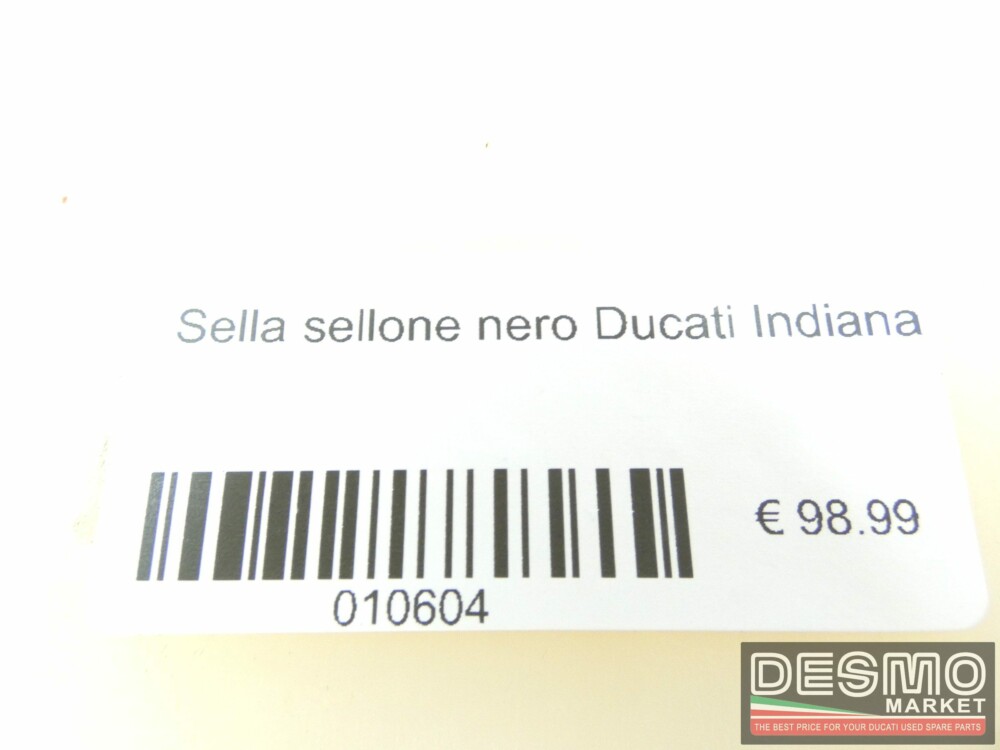 Sella sellone nero Ducati Indiana
€ 98.99
010604
DESMO
MARKET
THE BEST PRICE FOR YOUR DUCATI USED SPARE PARTS